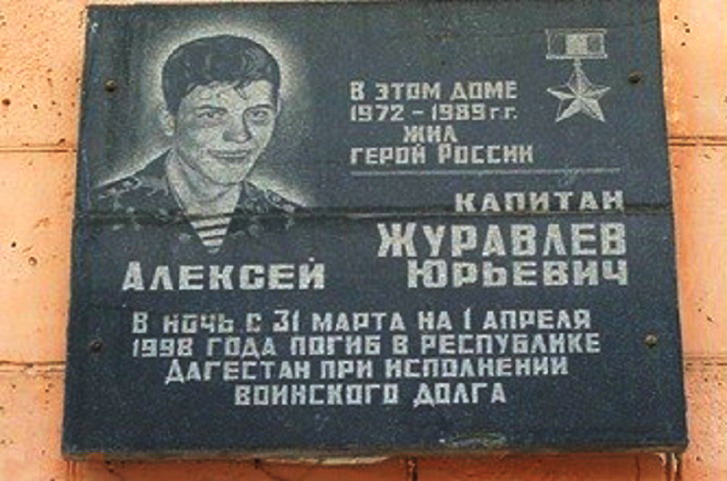 В ЭТОМ ДОМЕ
1972 – 1989 г.г.
ЖИЛ
ГЕРОЙ РОССИИ
КАПИТАН
ЖУРАВЛЕВ
АЛЕКСЕЙ ЮРЬЕВИЧ
В НОЧЬ С 31 МАРТА НА 1 АПРЕЛЯ
1998 ГОДА ПОГИБ В РЕСПУБЛИКЕ
ДАГЕСТАН ПРИ ИСПОЛНЕНИИ
ВОИНСКОГО ДОЛГА